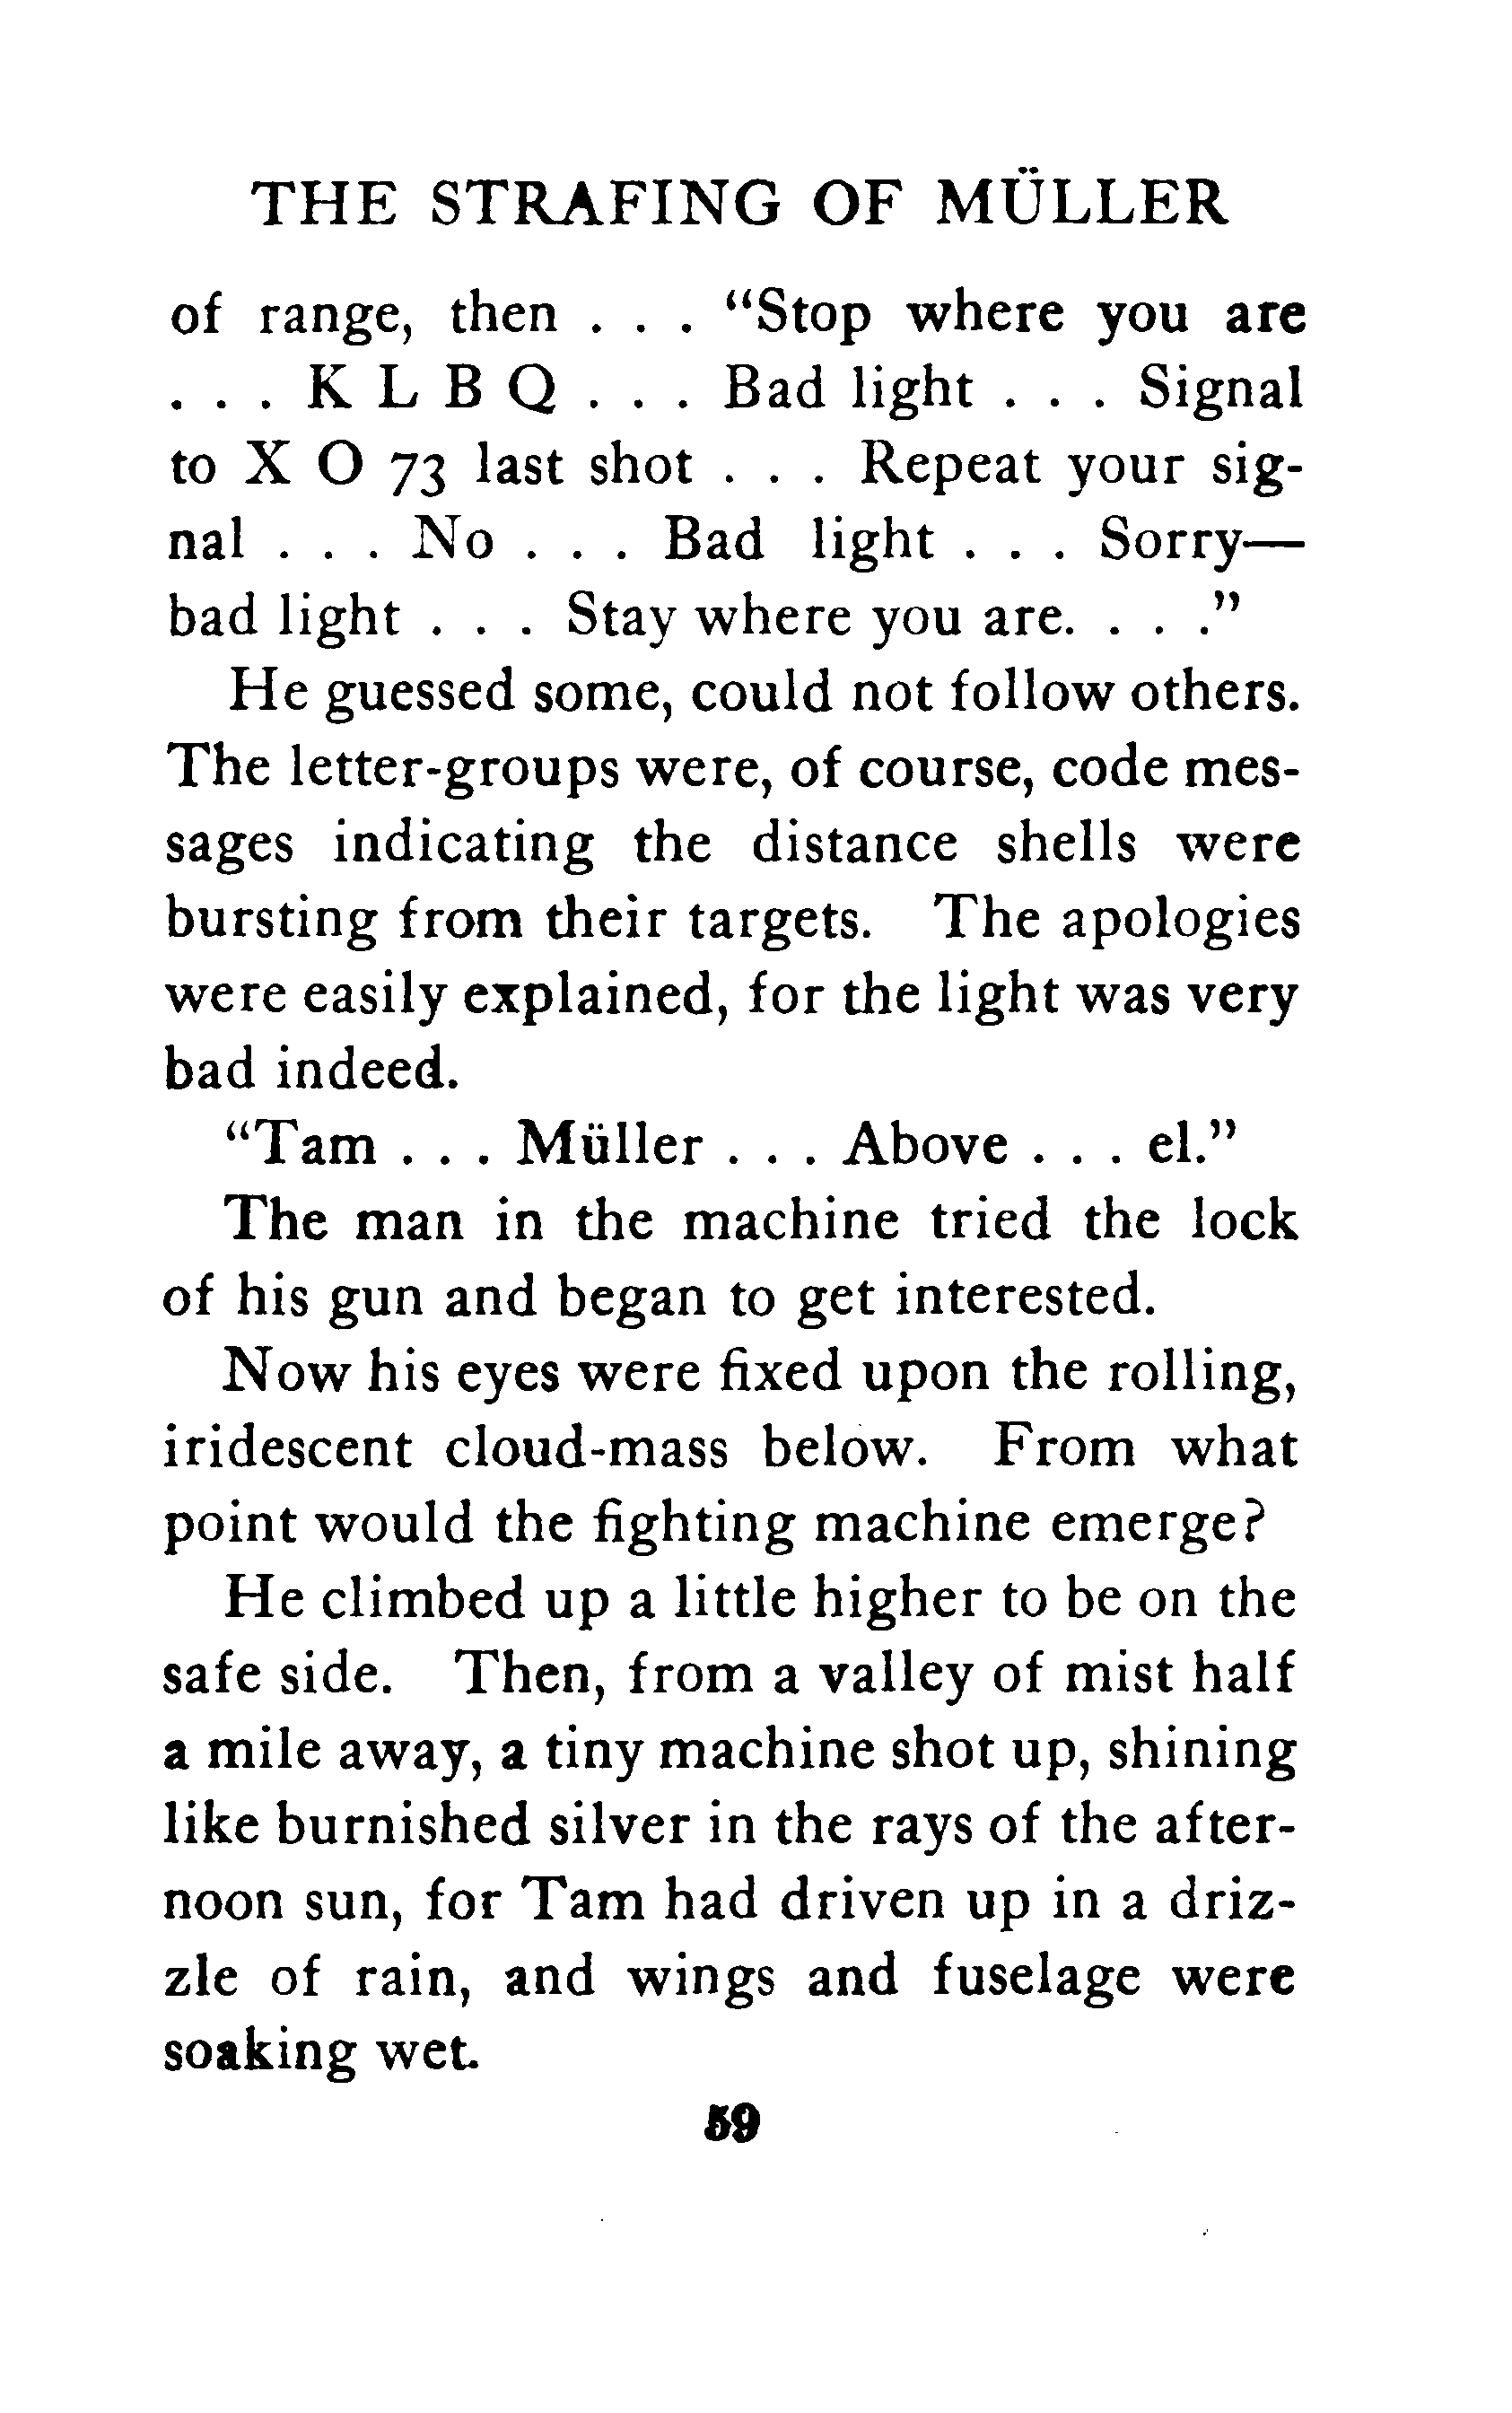 THE STRAFING OF MÜLLER
of range, then . . . “Stop where you are
. . . K L B Q . . . Bad light . . . Signal
to X O 73 last shot . . . Repeat your sig-
nal . . . No . . . Bad light . . . Sorry—
bad light . . . Stay where you are. . . .”
He guessed some, could not follow others.
The letter-groups were, of course, code mes-
sages indicating the distance shells were
bursting from their targets. The apologies
were easily explained, for the light was very
bad indeed.
“Tam . . . Müller . . . Above . . . el.”
The man in the machine tried the lock
of his gun and began to get interested.
Now his eyes were fixed upon the rolling,
iridescent cloud-mass below. From what
point would the fighting machine emerge?
He climbed up a little higher to be on the
safe side. Then, from a valley of mist half
a mile away, a tiny machine shot up, shining
like burnished silver in the rays of the after-
noon sun, for Tam had driven up in a driz-
zle of rain, and wings and fuselage were
soaking wet.
59